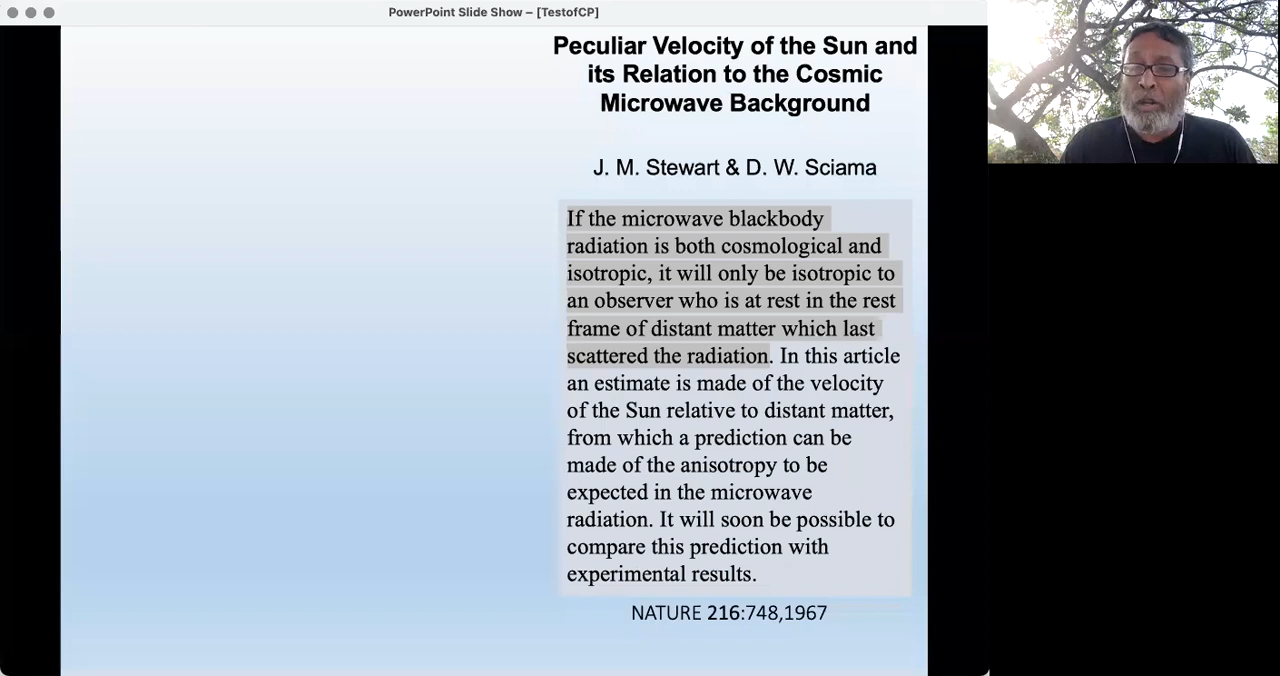 PowerPoint Slide Show – [TestofCP]
Peculiar Velocity of the Sun and
its Relation to the Cosmic
Microwave Background
J. M. Stewart & D. W. Sciama
If the microwave blackbody
radiation is both cosmological and
isotropic, it will only be isotropic to
an observer who is at rest in the rest
frame of distant matter which last
scattered the radiation. In this article
an estimate is made of the velocity
of the Sun relative to distant matter,
from which a prediction can be
made of the anisotropy to be
expected in the microwave
radiation. It will soon be possible to
compare this prediction with
experimental results.
NATURE 216:748,1967